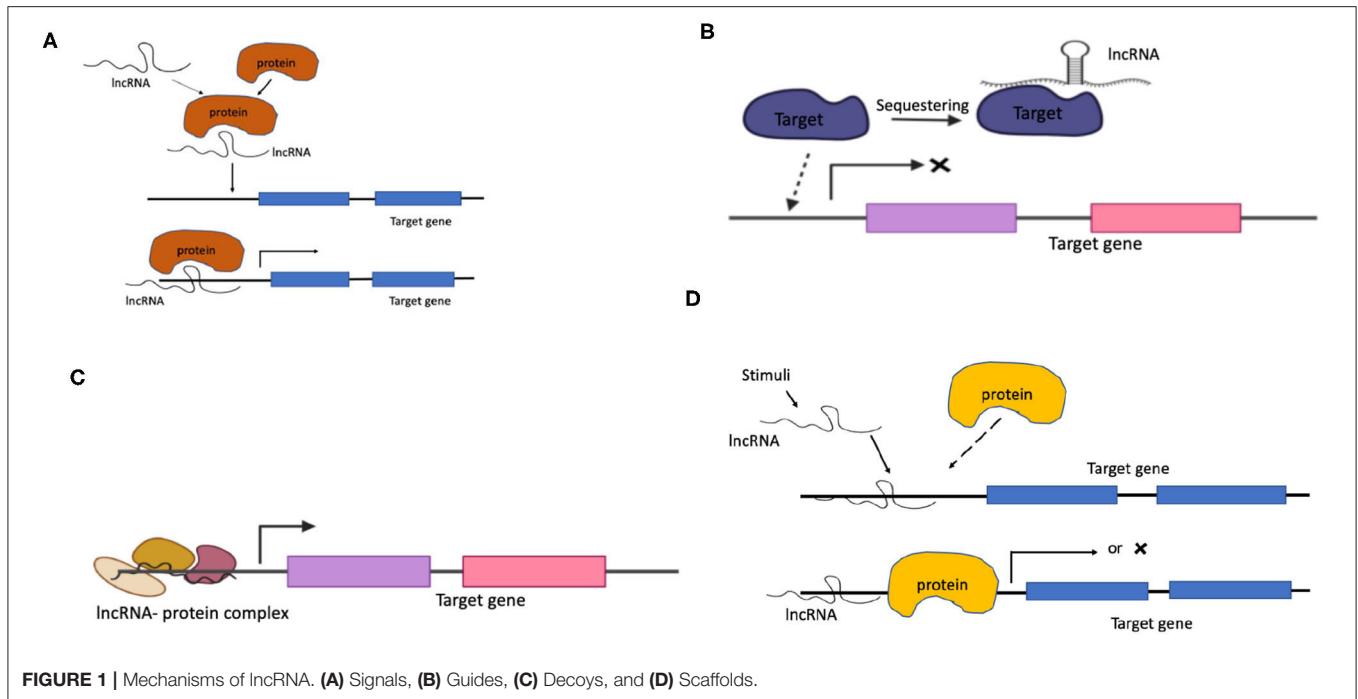 A
lncRNA
protein
protein
lncRNA
Target gene
protein
lncRNA
Target gene
B
lncRNA
Target
Sequestering
Target
Target gene
C
lncRNA- protein complex
Target gene
D
Stimuli
lncRNA
protein
Target gene
or
protein
lncRNA
Target gene
FIGURE 1 | Mechanisms of lncRNA. (A) Signals, (B) Guides, (C) Decoys, and (D) Scaffolds.